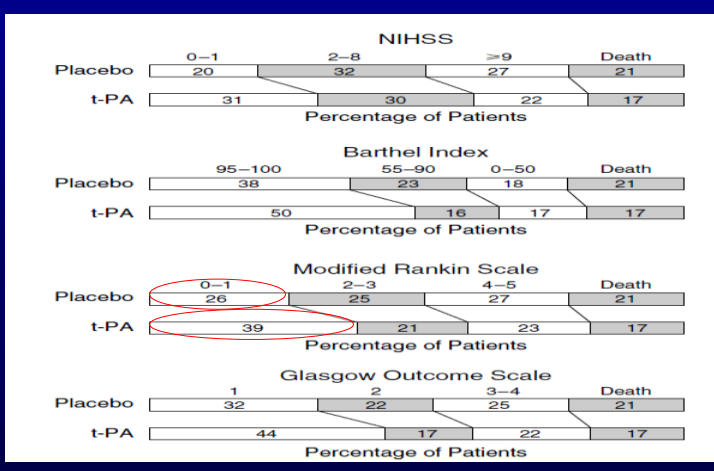 NIHSS
0–1 2–8 ≥9 Death
Placebo 20 32 27 21
t-PA 31 30 22 17
Percentage of Patients
Barthel Index
95–100 55–90 0–50 Death
Placebo 38 23 18 21
t-PA 50 16 17 17
Percentage of Patients
Modified Rankin Scale
0–1 2–3 4–5 Death
Placebo 26 25 27 21
t-PA 39 21 23 17
Percentage of Patients
Glasgow Outcome Scale
1 2 3–4 Death
Placebo 32 22 25 21
t-PA 44 17 22 17
Percentage of Patients